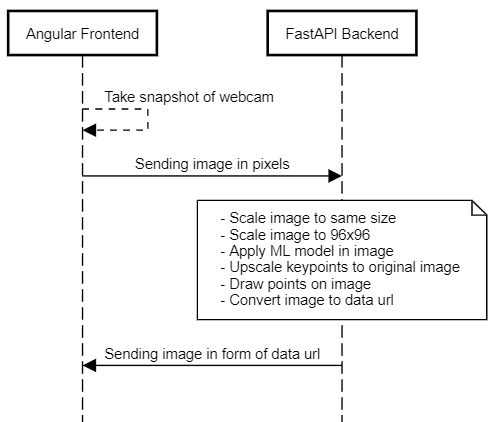 Angular Frontend
FastAPI Backend
Take snapshot of webcam
Sending image in pixels
- Scale image to same size
- Scale image to 96x96
- Apply ML model in image
- Upscale keypoints to original image
- Draw points on image
- Convert image to data url
Sending image in form of data url